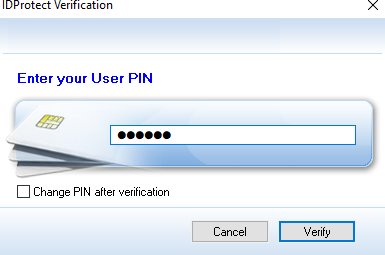 IDProtect Verification
Enter your User PIN
●●●●●●
Change PIN after verification
Cancel
Verify